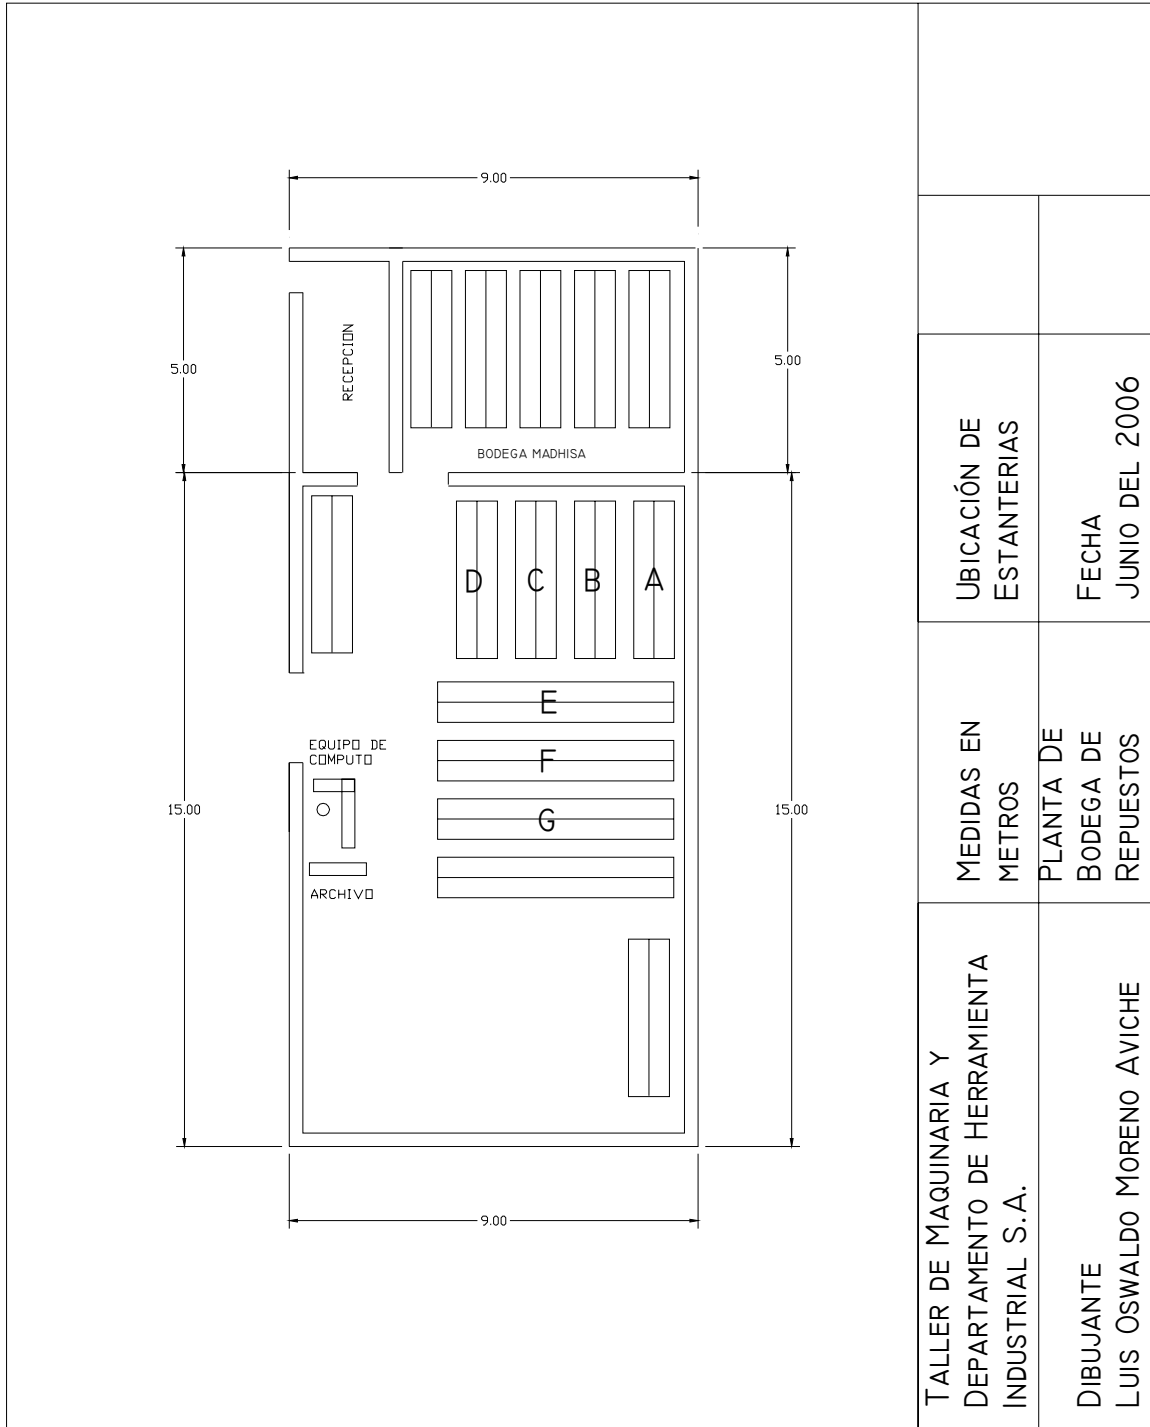 9.00
5.00
5.00
RECEPCION
BODEGA MADHISA
D C B A
E
EQUIPO DE
COMPUTO
F
15.00
15.00
G
ARCHIVO
9.00
UBICACIÓN DE
ESTANTERIAS
FECHA
JUNIO DEL 2006
MEDIDAS EN
METROS
PLANTA DE
BODEGA DE
REPUESTOS
TALLER DE MAQUINARIA Y
DEPARTAMENTO DE HERRAMIENTA
INDUSTRIAL S.A.
DIBUJANTE
LUIS OSWALDO MORENO AVICHE